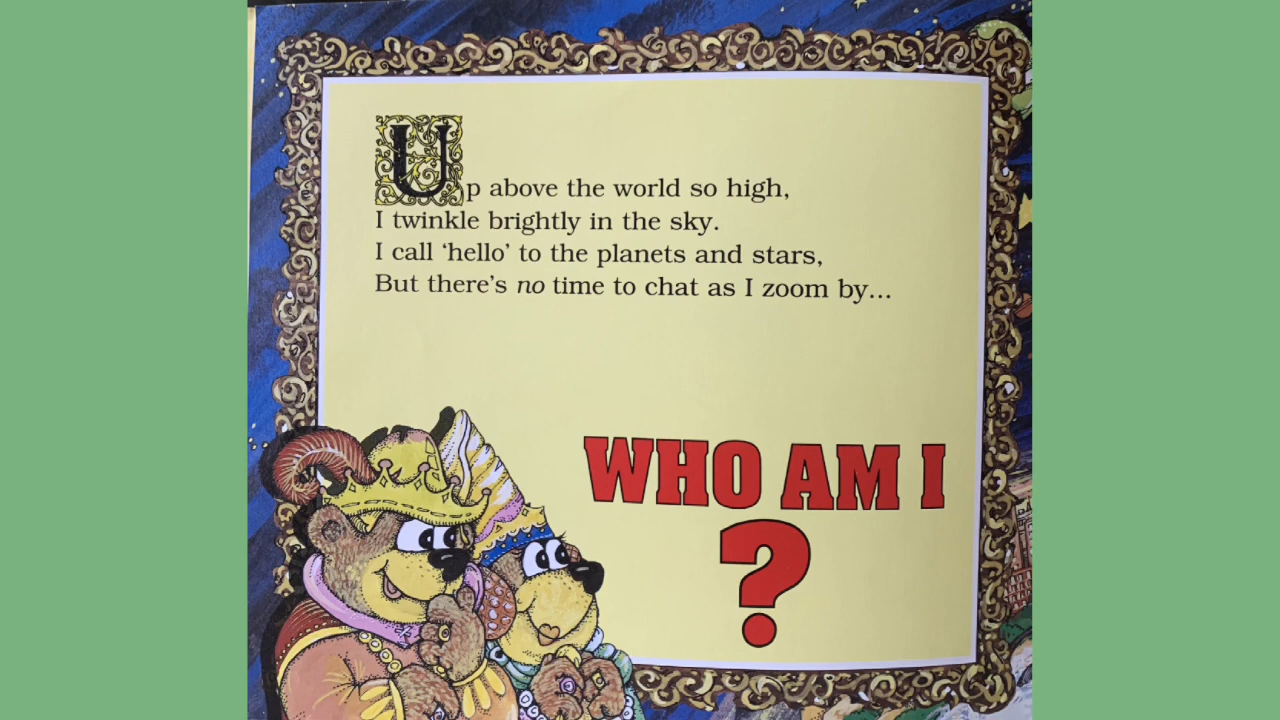 Up above the world so high,
I twinkle brightly in the sky.
I call ‘hello’ to the planets and stars,
But there’s no time to chat as I zoom by...
WHO AM I
?